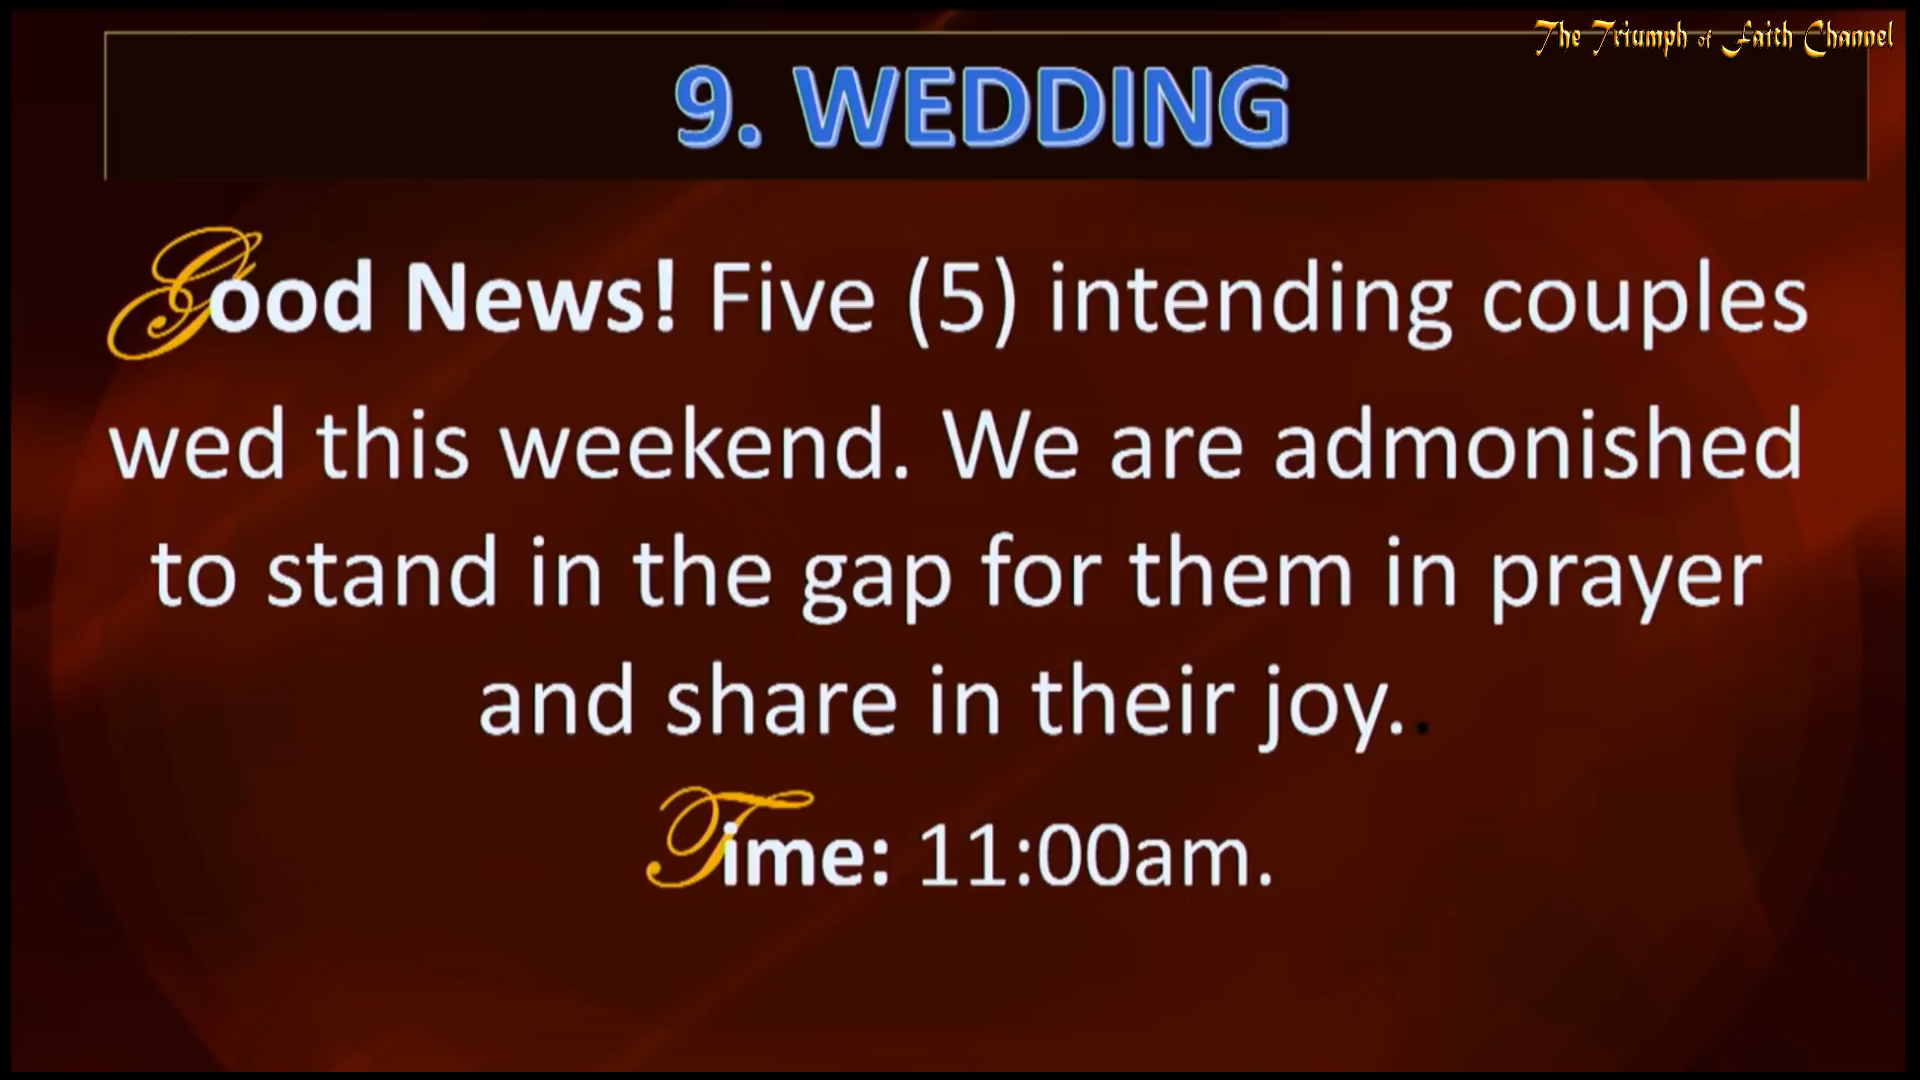 The Triumph of Faith Channel
9. WEDDING
Good News! Five (5) intending couples
wed this weekend. We are admonished
to stand in the gap for them in prayer
and share in their joy..
Time: 11:00am.